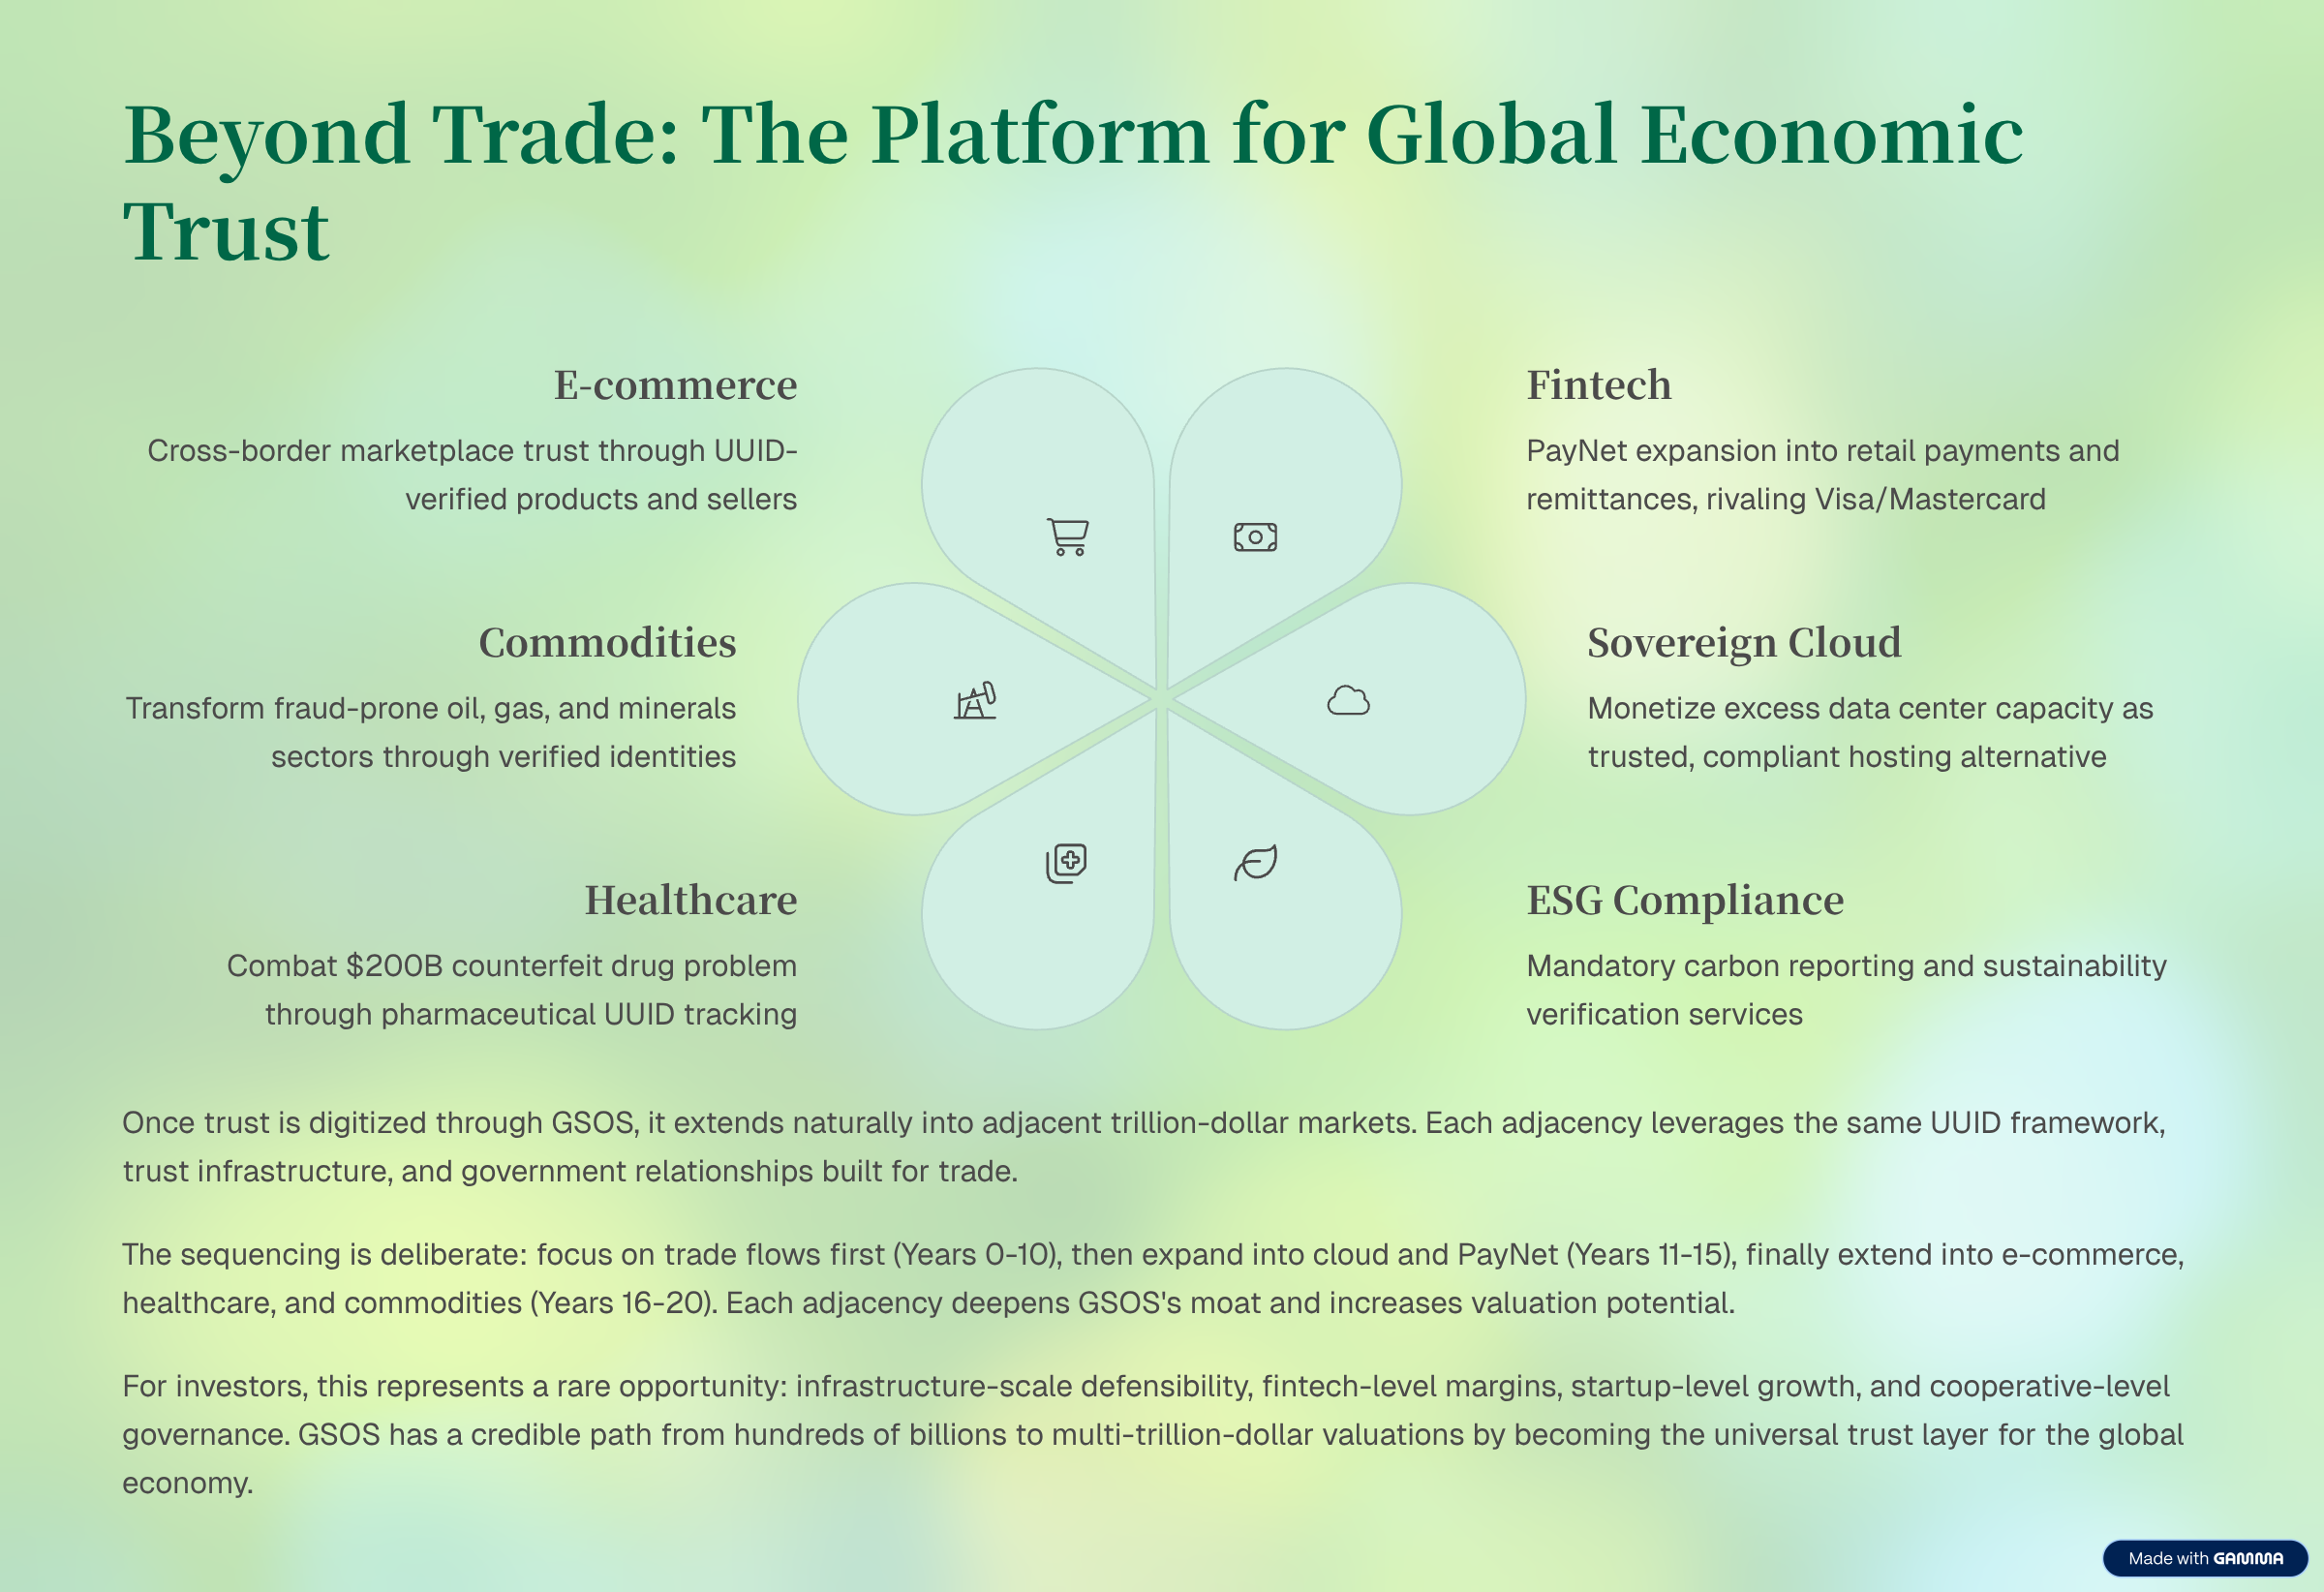 Beyond Trade: The Platform for Global Economic
Trust
E-commerce
Cross-border marketplace trust through UUID-
verified products and sellers
Fintech
PayNet expansion into retail payments and
remittances, rivaling Visa/Mastercard
Commodities
Transform fraud-prone oil, gas, and minerals
sectors through verified identities
Sovereign Cloud
Monetize excess data center capacity as
trusted, compliant hosting alternative
Healthcare
Combat $200B counterfeit drug problem
through pharmaceutical UUID tracking
ESG Compliance
Mandatory carbon reporting and sustainability
verification services
Once trust is digitized through GSOS, it extends naturally into adjacent trillion-dollar markets. Each adjacency leverages the same UUID framework,
trust infrastructure, and government relationships built for trade.
The sequencing is deliberate: focus on trade flows first (Years 0-10), then expand into cloud and PayNet (Years 11-15), finally extend into e-commerce,
healthcare, and commodities (Years 16-20). Each adjacency deepens GSOS's moat and increases valuation potential.
For investors, this represents a rare opportunity: infrastructure-scale defensibility, fintech-level margins, startup-level growth, and cooperative-level
governance. GSOS has a credible path from hundreds of billions to multi-trillion-dollar valuations by becoming the universal trust layer for the global
economy.
Made with GAMMA